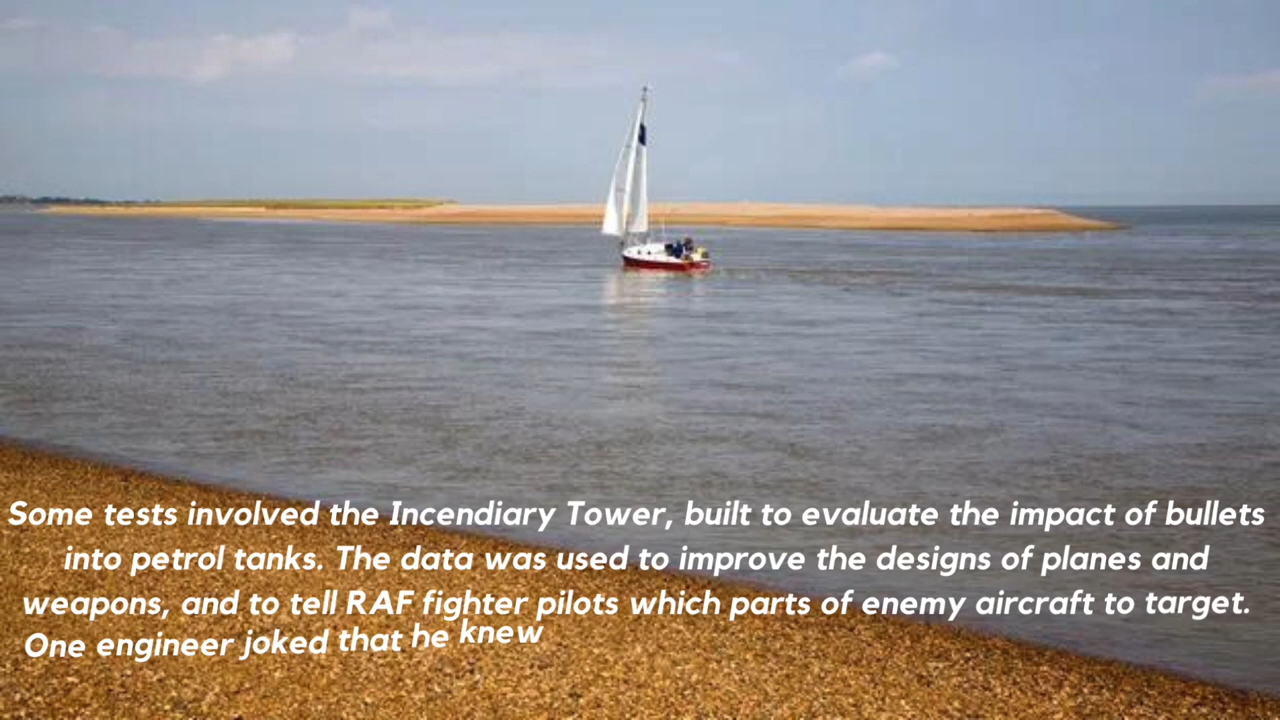 Some tests involved the Incendiary Tower, built to evaluate the impact of bullets
into petrol tanks. The data was used to improve the designs of planes and
weapons, and to tell RAF fighter pilots which parts of enemy aircraft to target.
One engineer joked that he knew